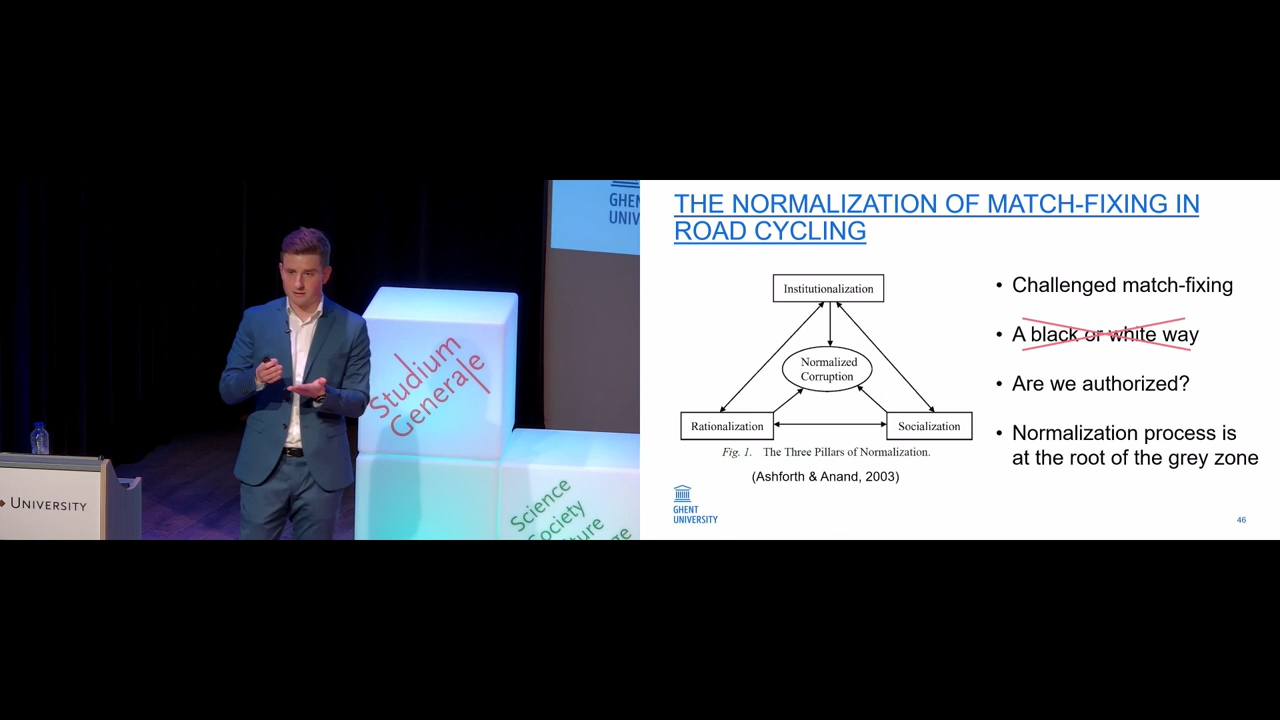 GHEN
UNIV
Studium
Generale
Science
Society
UNIVERSITY
THE NORMALIZATION OF MATCH-FIXING IN
ROAD CYCLING
Institutionalization
Normalized
Corruption
Rationalization
Socialization
Fig. 1. The Three Pillars of Normalization.
(Ashforth & Anand, 2003)
• Challenged match-fixing
• A black or white way
• Are we authorized?
• Normalization process is
at the root of the grey zone
GHENT
UNIVERSITY
46